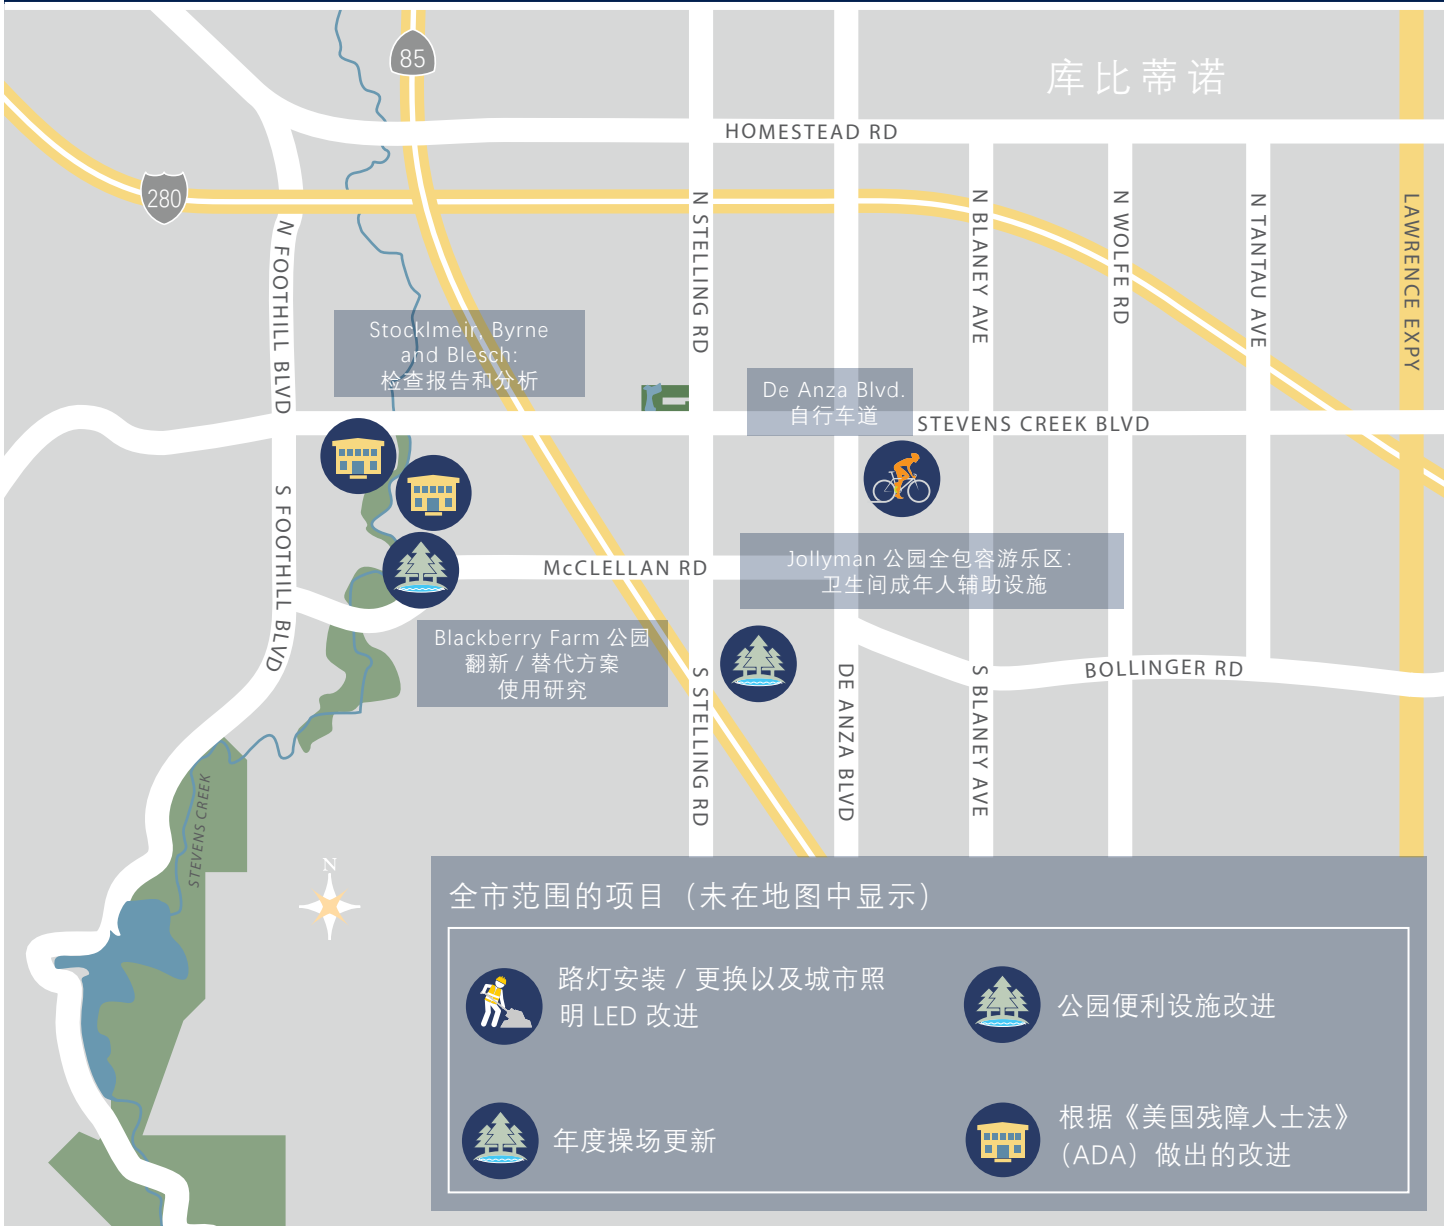 85
库比蒂诺
HOMESTEAD RD
280
N FOOTHILL BLVD
N STELLING RD
N BLANEY AVE
N WOLFE RD
N TANTAU AVE
LAWRENCE EXPY
Stocklmeir, Byrne
and Blesch:
检查报告和分析
De Anza Blvd.
自行车道
STEVENS CREEK BLVD
S FOOTHILL BLVD
McCLELLAN RD
Jollyman 公园全包容游乐区：
卫生间成年人辅助设施
Blackberry Farm 公园
翻新 / 替代方案
使用研究
S STELLING RD
DE ANZA BLVD
S BLANEY AVE
BOLLINGER RD
STEVENS CREEK
N
全市范围的项目（未在地图中显示）
路灯安装 / 更换以及城市照
明 LED 改进
公园便利设施改进
年度操场更新
根据《美国残障人士法》
（ADA）做出的改进